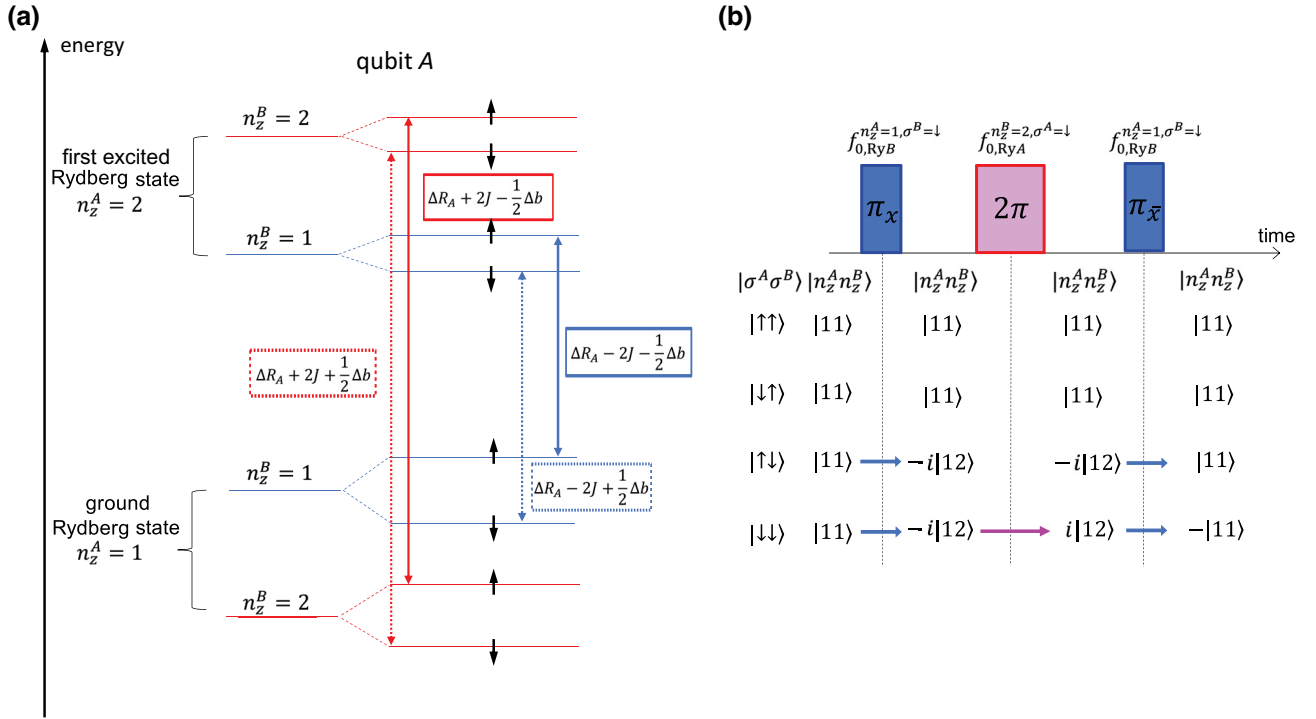 (a)
energy
qubit A
n_z^B = 2
first excited
Rydberg state
n_z^A = 2
ΔR_A + 2J − 1/2 Δb
n_z^B = 1
ΔR_A − 2J − 1/2 Δb
ΔR_A + 2J + 1/2 Δb
n_z^B = 1
ΔR_A − 2J + 1/2 Δb
ground
Rydberg state
n_z^A = 1
n_z^B = 2
(b)
f_{0,RyB}^{n_z^A=1,σ^B=↓} f_{0,RyA}^{n_z^B=2,σ^A=↓} f_{0,RyB}^{n_z^A=1,σ^B=↓}
π_x 2π π_x̄
time
|σ^A σ^B⟩ |n_z^A n_z^B⟩ |n_z^A n_z^B⟩ |n_z^A n_z^B⟩ |n_z^A n_z^B⟩
|↑↑⟩ |11⟩ |11⟩ |11⟩ |11⟩
|↓↑⟩ |11⟩ |11⟩ |11⟩ |11⟩
|↑↓⟩ |11⟩ −i|12⟩ −i|12⟩ |11⟩
|↓↓⟩ |11⟩ −i|12⟩ i|12⟩ −|11⟩